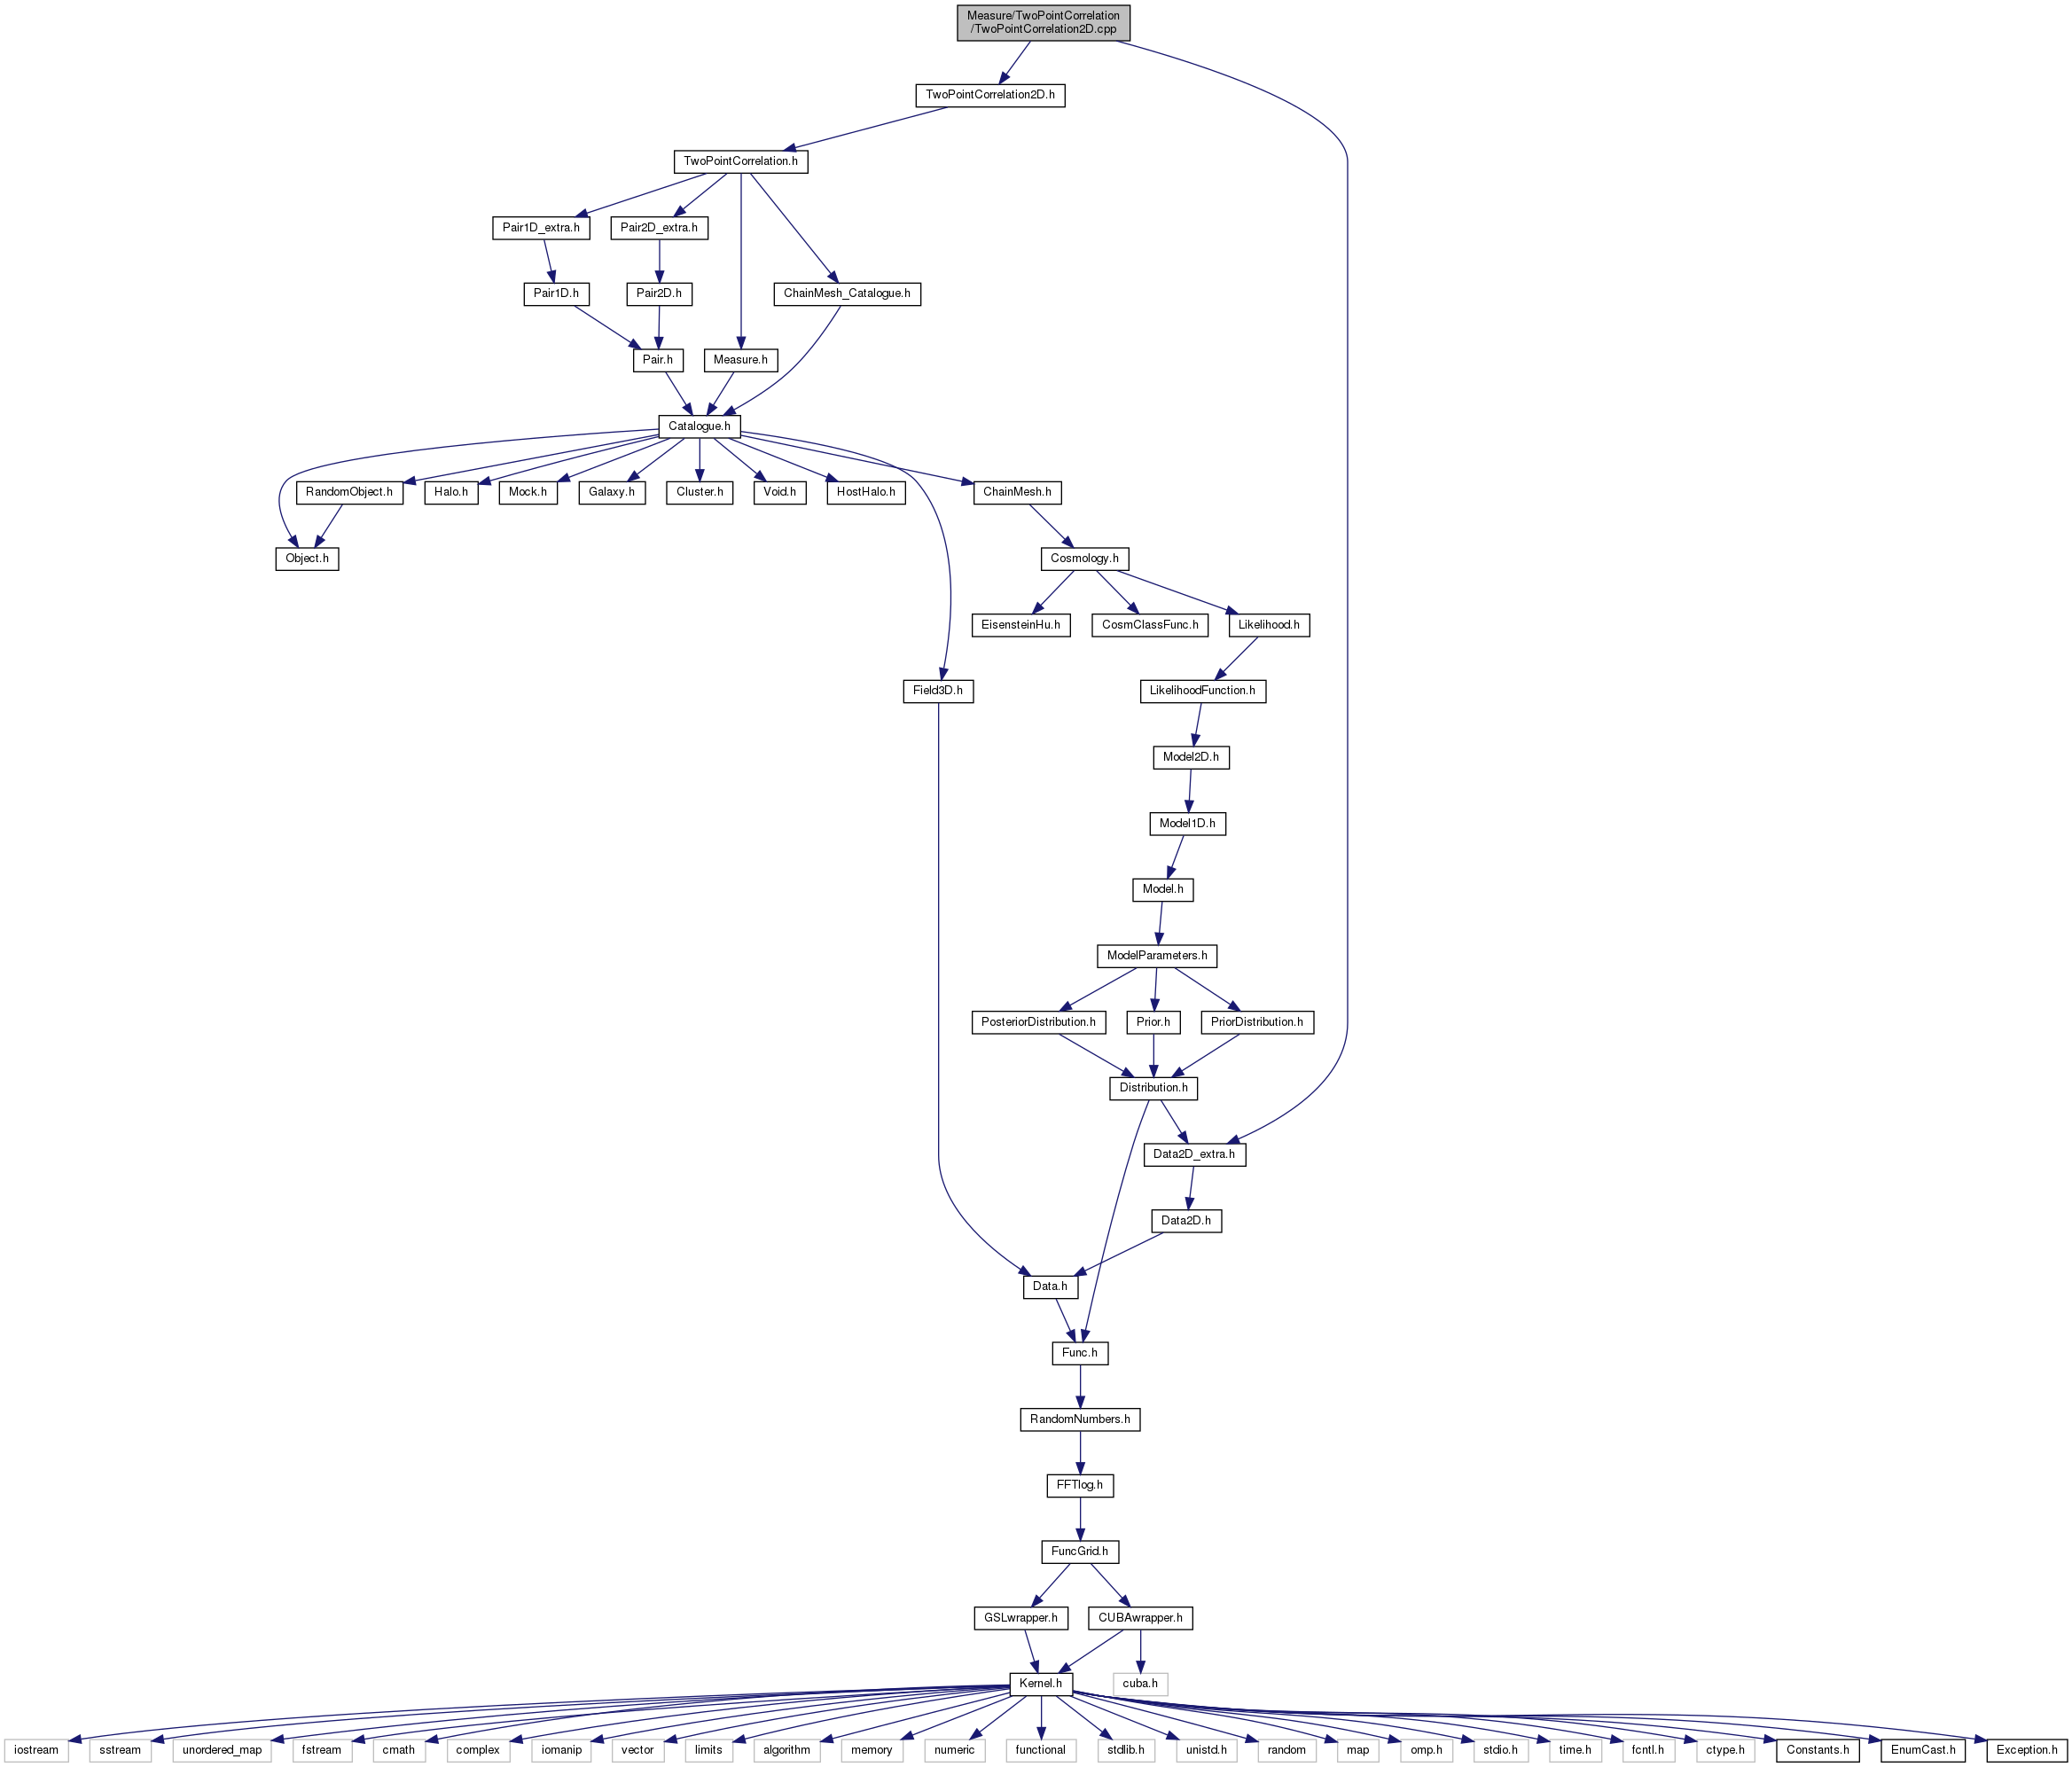 Measure/TwoPointCorrelation
/TwoPointCorrelation2D.cpp
TwoPointCorrelation2D.h
TwoPointCorrelation.h
Pair1D_extra.h
Pair2D_extra.h
Pair1D.h
Pair2D.h
ChainMesh_Catalogue.h
Pair.h
Measure.h
Catalogue.h
RandomObject.h
Halo.h
Mock.h
Galaxy.h
Cluster.h
Void.h
HostHalo.h
ChainMesh.h
Object.h
Cosmology.h
EisensteinHu.h
CosmClassFunc.h
Likelihood.h
Field3D.h
LikelihoodFunction.h
Model2D.h
Model1D.h
Model.h
ModelParameters.h
PosteriorDistribution.h
Prior.h
PriorDistribution.h
Distribution.h
Data2D_extra.h
Data2D.h
Data.h
Func.h
RandomNumbers.h
FFTlog.h
FuncGrid.h
GSLwrapper.h
CUBAwrapper.h
Kernel.h
cuba.h
iostream
sstream
unordered_map
fstream
cmath
complex
iomanip
vector
limits
algorithm
memory
numeric
functional
stdlib.h
unistd.h
random
map
omp.h
stdio.h
time.h
fcntl.h
ctype.h
Constants.h
EnumCast.h
Exception.h